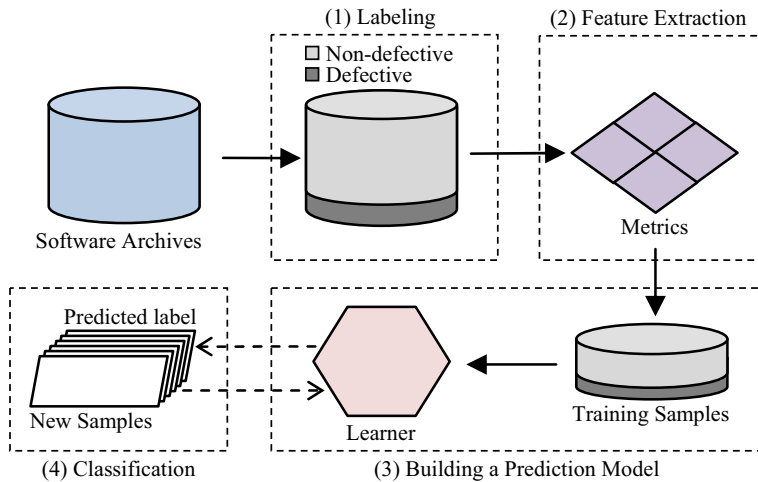 (1) Labeling
(2) Feature Extraction
Non-defective
Defective
Software Archives
Metrics
Predicted label
New Samples
Learner
Training Samples
(4) Classification
(3) Building a Prediction Model